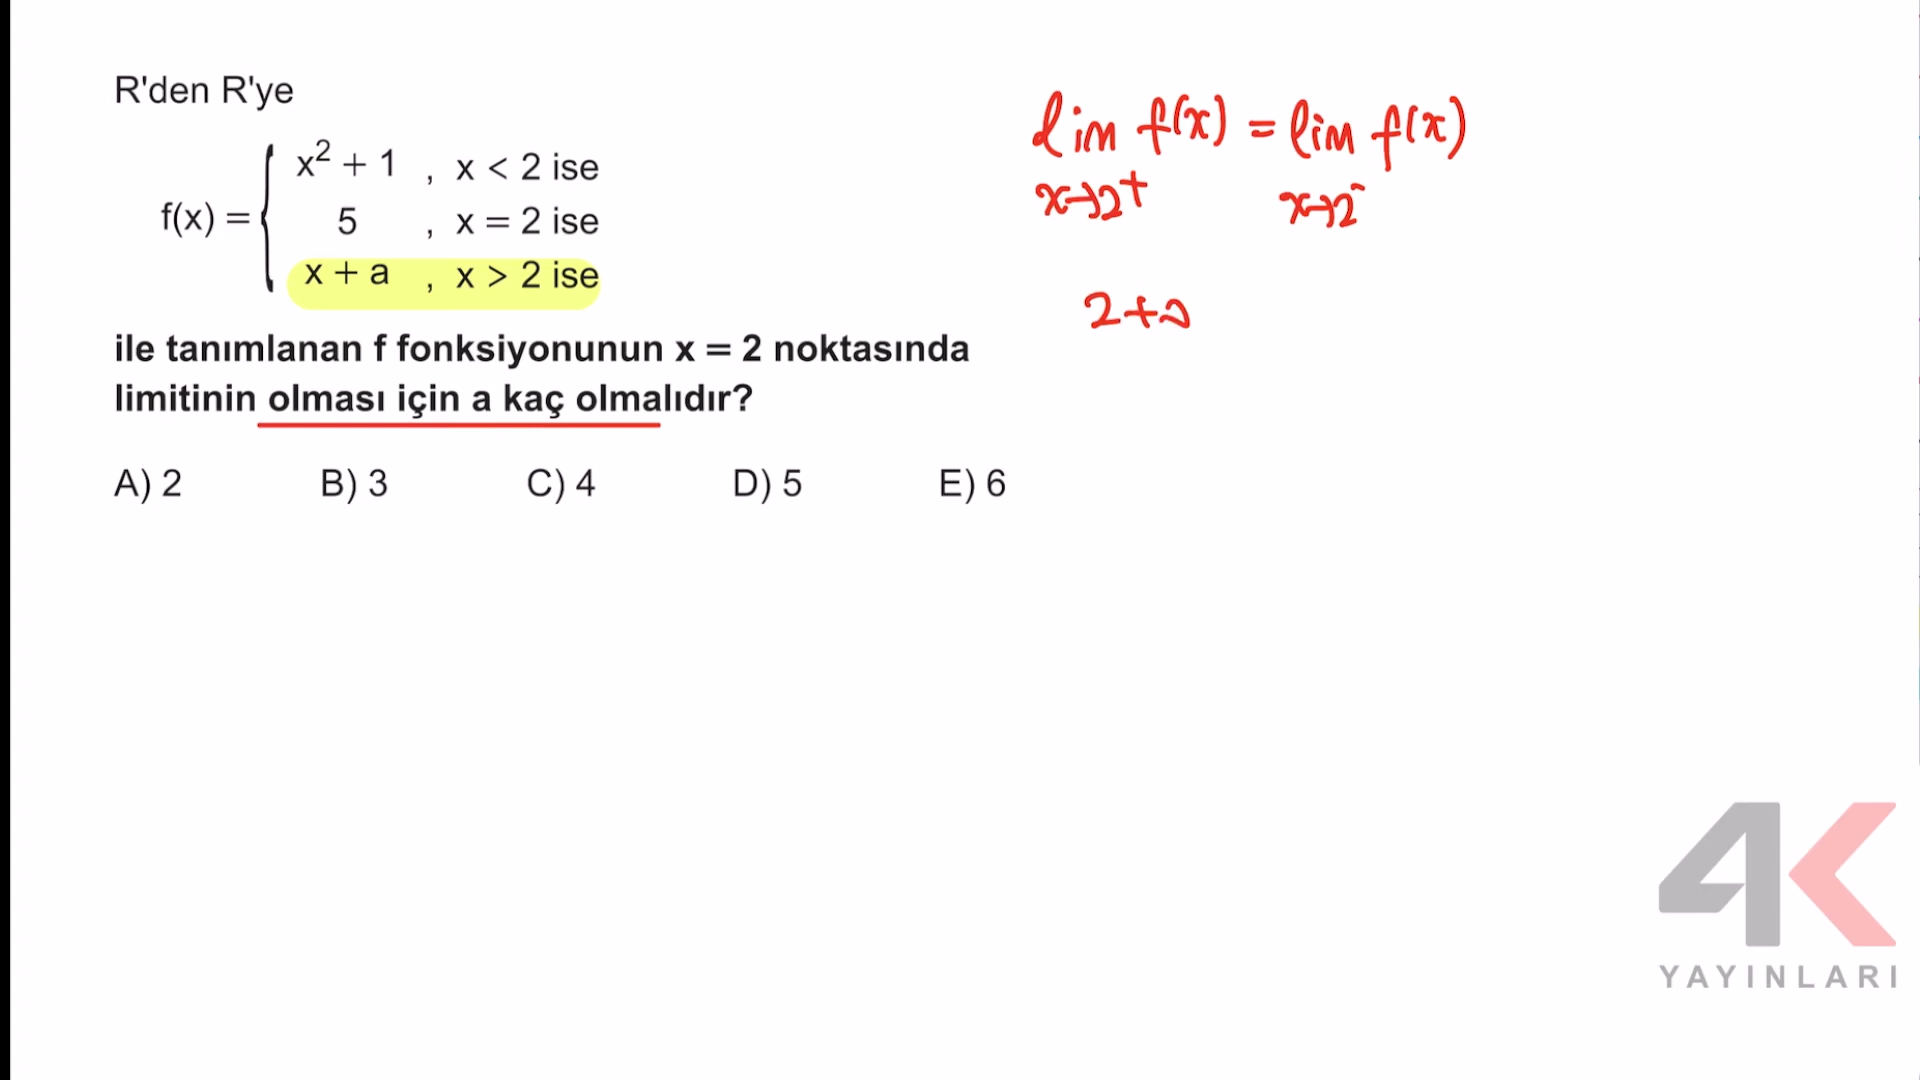 R'den R'ye
f(x) = { x² + 1 , x < 2 ise
5 , x = 2 ise
x + a , x > 2 ise
ile tanımlanan f fonksiyonunun x = 2 noktasında
limitinin olması için a kaç olmalıdır?
A) 2 B) 3 C) 4 D) 5 E) 6
lim f(x) = lim f(x)
x→2⁺ x→2⁻
2+a
4K
YAYINLARI